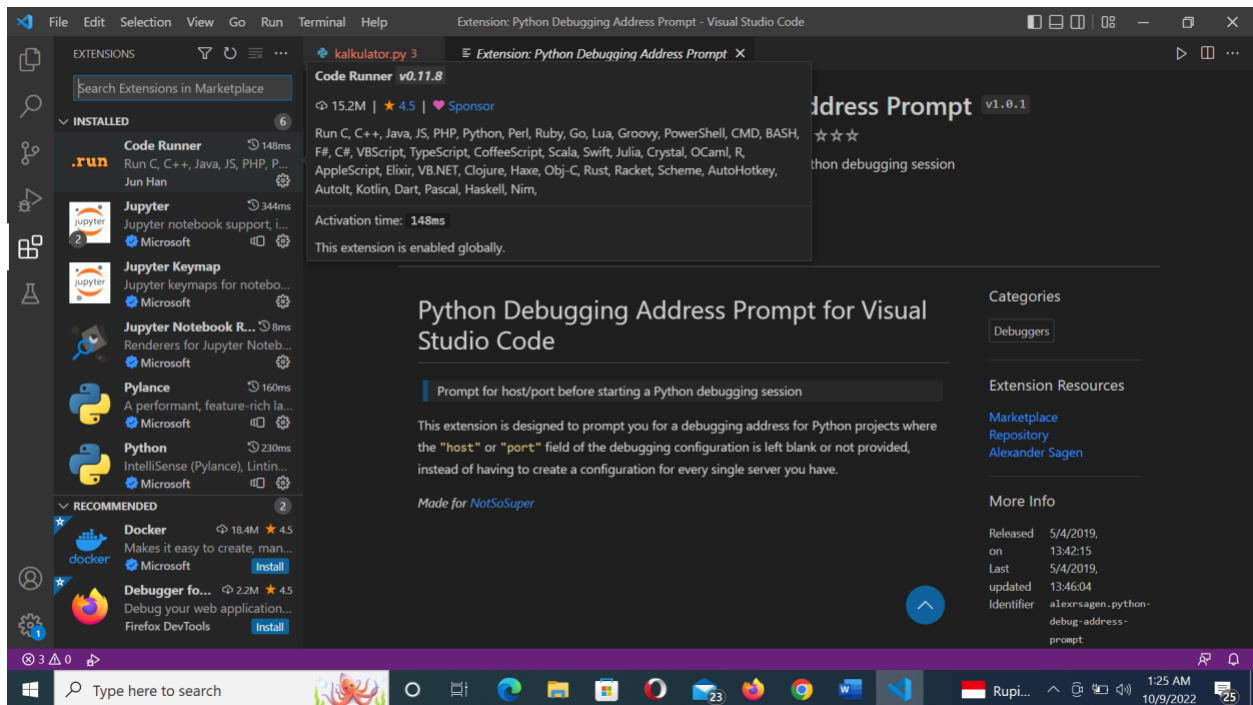 File Edit Selection View Go Run Terminal Help Extension: Python Debugging Address Prompt - Visual Studio Code
EXTENSIONS
kalkulator.py 3
Extension: Python Debugging Address Prompt
Search Extensions in Marketplace
INSTALLED 6
.run
Code Runner 148ms
Run C, C++, Java, JS, PHP, P...
Jun Han
jupyter
2
Jupyter 344ms
Jupyter notebook support, i...
Microsoft
jupyter
Jupyter Keymap
Jupyter keymaps for notebo...
Microsoft
Jupyter Notebook R... 8ms
Renderers for Jupyter Noteb...
Microsoft
Pylance 160ms
A performant, feature-rich la...
Microsoft
Python 230ms
IntelliSense (Pylance), Lintin...
Microsoft
RECOMMENDED 2
docker
Docker 18.4M ★ 4.5
Makes it easy to create, man...
Microsoft Install
Debugger fo... 2.2M ★ 4.5
Debug your web application...
Firefox DevTools Install
Code Runner v0.11.8
15.2M | ★ 4.5 | Sponsor
Run C, C++, Java, JS, PHP, Python, Perl, Ruby, Go, Lua, Groovy, PowerShell, CMD, BASH,
F#, C#, VBScript, TypeScript, CoffeeScript, Scala, Swift, Julia, Crystal, OCaml, R,
AppleScript, Elixir, VB.NET, Clojure, Haxe, Obj-C, Rust, Racket, Scheme, AutoHotkey,
AutoIt, Kotlin, Dart, Pascal, Haskell, Nim,
Activation time: 148ms
This extension is enabled globally.
ddress Prompt v1.0.1
thon debugging session
Python Debugging Address Prompt for Visual
Studio Code
Prompt for host/port before starting a Python debugging session
This extension is designed to prompt you for a debugging address for Python projects where
the "host" or "port" field of the debugging configuration is left blank or not provided,
instead of having to create a configuration for every single server you have.
Made for NotSoSuper
Categories
Debuggers
Extension Resources
Marketplace
Repository
Alexander Sagen
More Info
Released 5/4/2019,
on 13:42:15
Last 5/4/2019,
updated 13:46:04
Identifier alexrsagen.python-
debug-address-
prompt
1
3 0
Type here to search
23
Rupi...
1:25 AM
10/9/2022
25